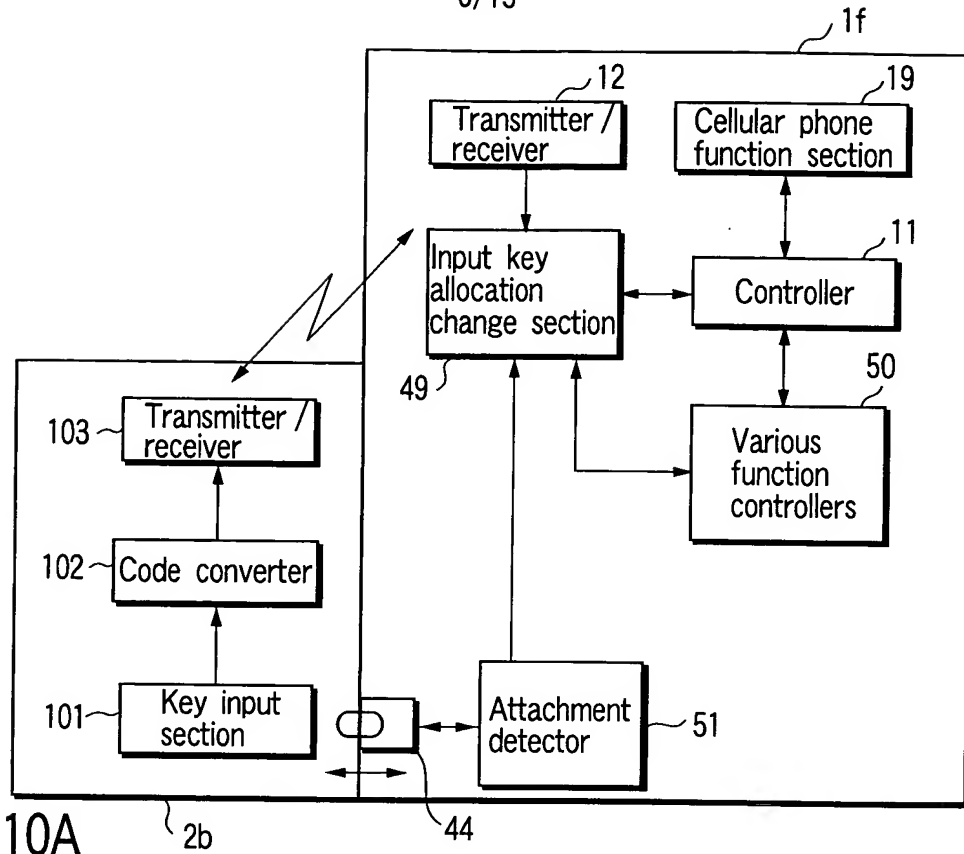 1f
12
19
Transmitter /
receiver
Cellular phone
function section
11
Input key
allocation
change section
Controller
49
50
103
Transmitter /
receiver
Various
function
controllers
102
Code converter
101
Key input
section
Attachment
detector
51
44
2b
10A